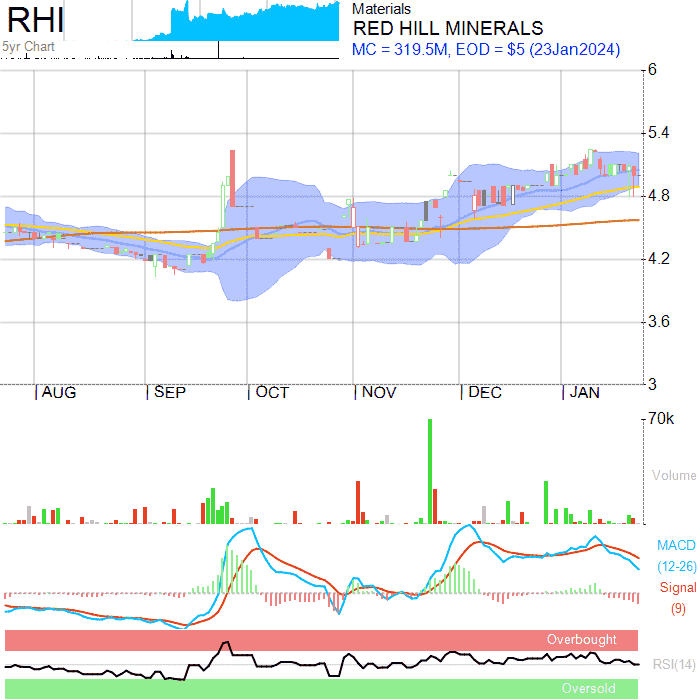 RHI
5yr Chart
Materials
RED HILL MINERALS
MC = 319.5M, EOD = $5 (23Jan2024)
6
5.4
4.8
4.2
3.6
3
AUG
SEP
OCT
NOV
DEC
JAN
70k
Volume
MACD
(12-26)
Signal
(9)
Overbought
RSI(14)
Oversold